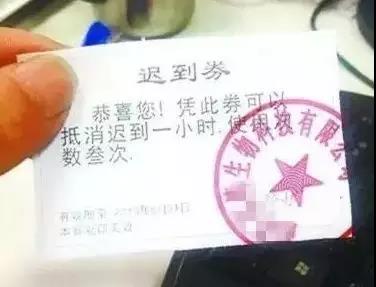 迟到券
恭喜您!凭此券可以
抵消迟到一小时.使用次
数叁次.
生物科技有限公司